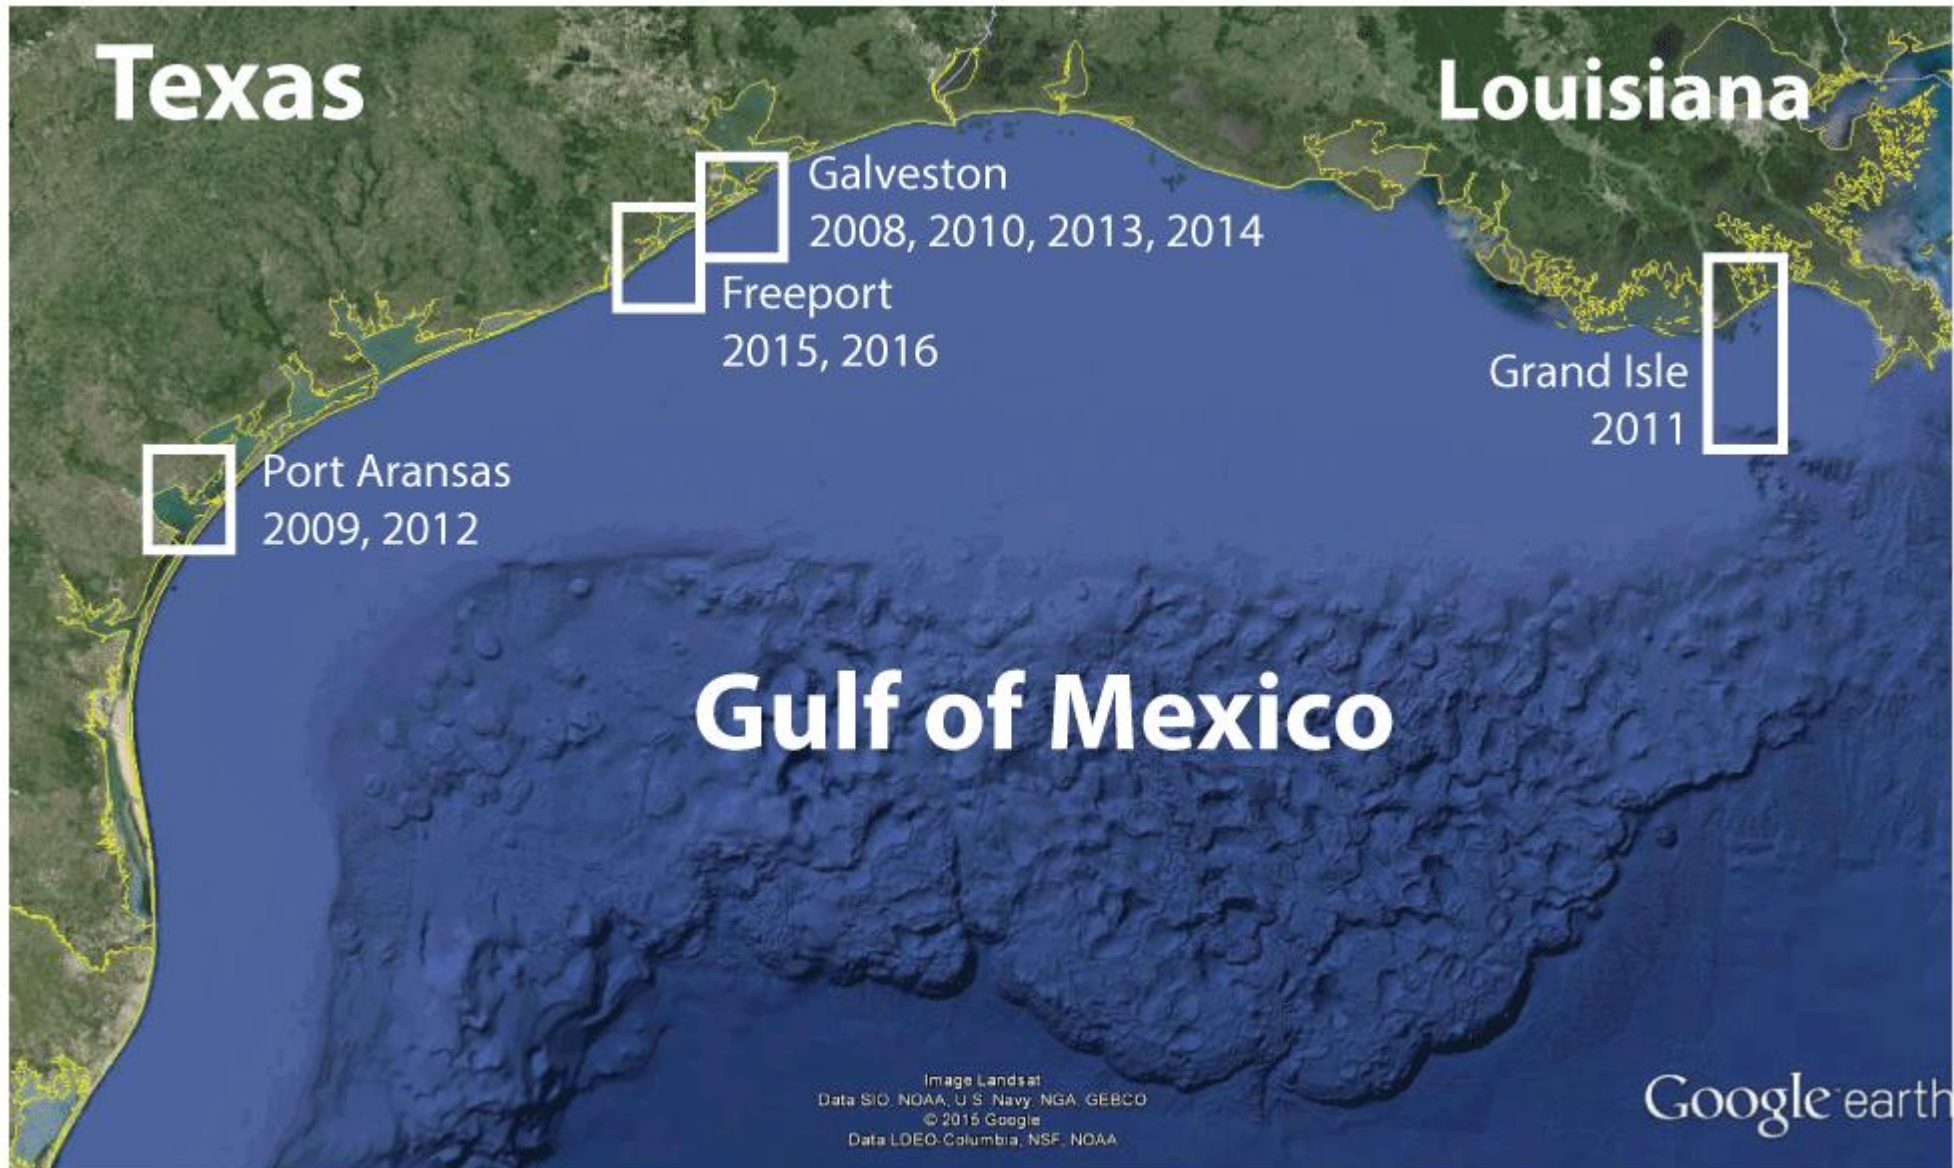 Texas
Louisiana
Galveston
2008, 2010, 2013, 2014
Freeport
2015, 2016
Grand Isle
2011
Port Aransas
2009, 2012
Gulf of Mexico
Image Landsat
Data SIO, NOAA, U.S. Navy, NGA, GEBCO
© 2015 Google
Data LDEO-Columbia, NSF, NOAA
Google earth